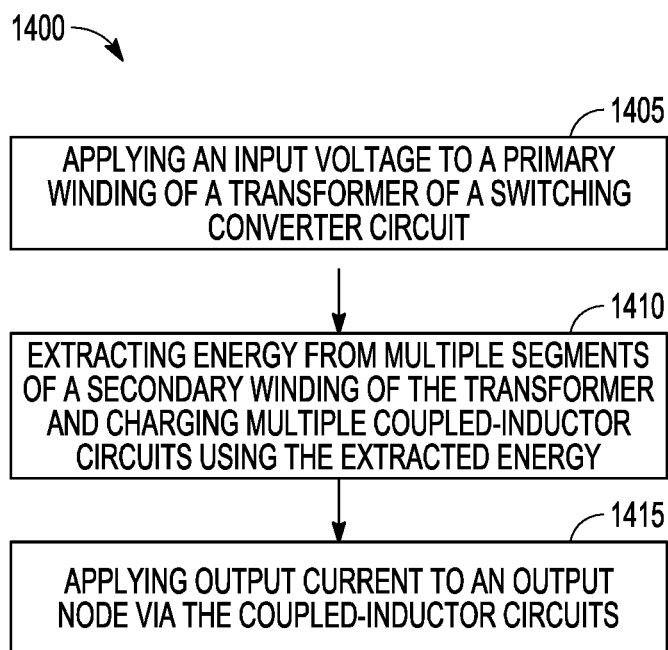 1400
1405
APPLYING AN INPUT VOLTAGE TO A PRIMARY
WINDING OF A TRANSFORMER OF A SWITCHING
CONVERTER CIRCUIT
1410
EXTRACTING ENERGY FROM MULTIPLE SEGMENTS
OF A SECONDARY WINDING OF THE TRANSFORMER
AND CHARGING MULTIPLE COUPLED-INDUCTOR
CIRCUITS USING THE EXTRACTED ENERGY
1415
APPLYING OUTPUT CURRENT TO AN OUTPUT
NODE VIA THE COUPLED-INDUCTOR CIRCUITS